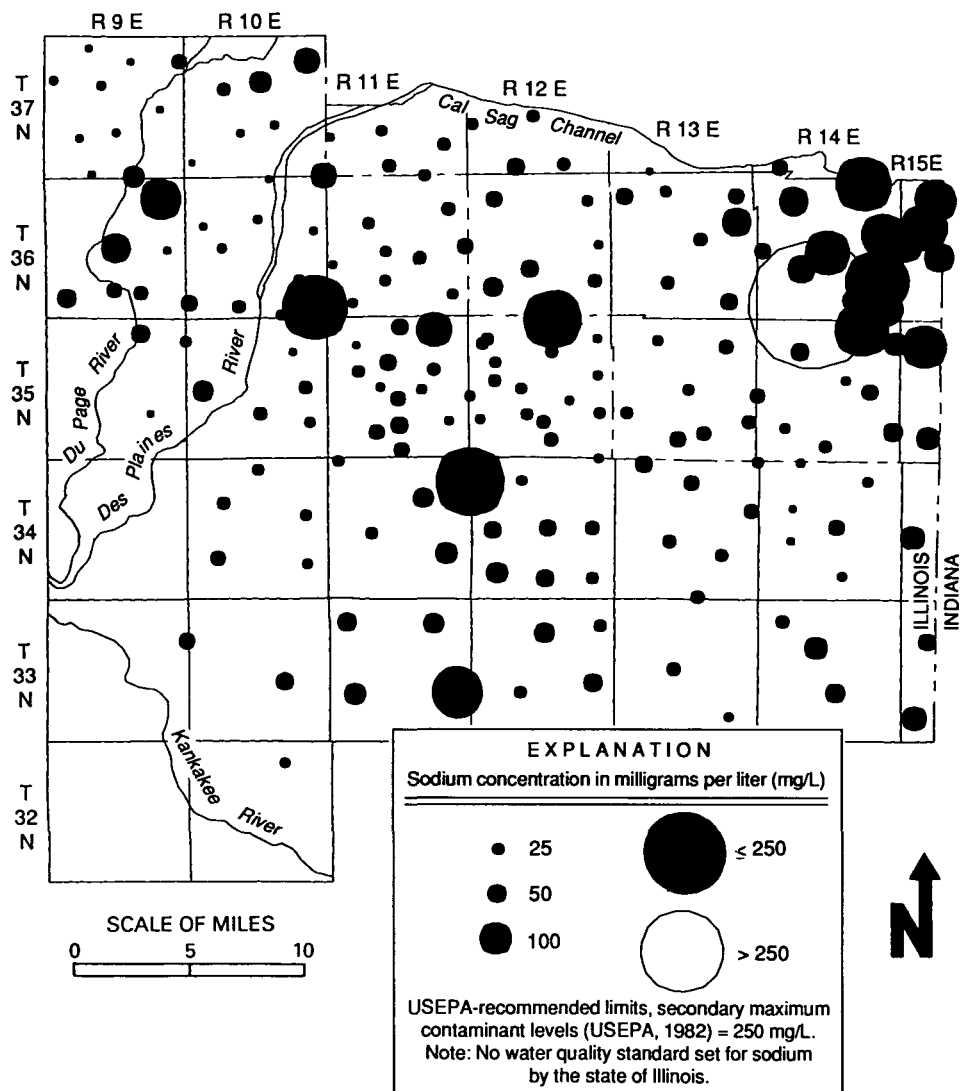 R 9 E
R 10 E
R 11 E
R 12 E
R 13 E
R 14 E
R15E
T
37
N
T
36
N
T
35
N
T
34
N
T
33
N
T
32
N
Cal Sag Channel
Du Page River
Des Plaines River
Kankakee River
ILLINOIS
INDIANA
SCALE OF MILES
0 5 10
EXPLANATION
Sodium concentration in milligrams per liter (mg/L)
25
50
100
≤ 250
> 250
USEPA-recommended limits, secondary maximum
contaminant levels (USEPA, 1982) = 250 mg/L.
Note: No water quality standard set for sodium
by the state of Illinois.
N